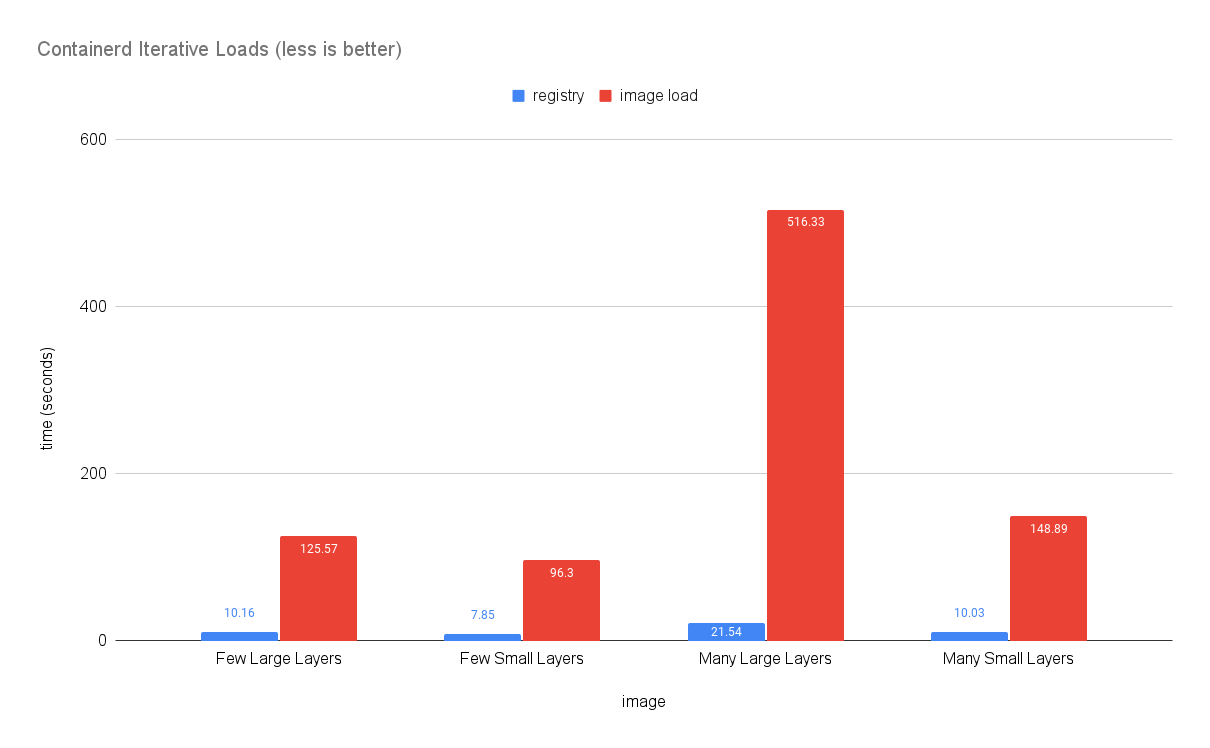 Containerd Iterative Loads (less is better)
registry image load
600
400
200
0
time (seconds)
10.16
125.57
7.85
96.3
21.54
516.33
10.03
148.89
Few Large Layers
Few Small Layers
Many Large Layers
Many Small Layers
image